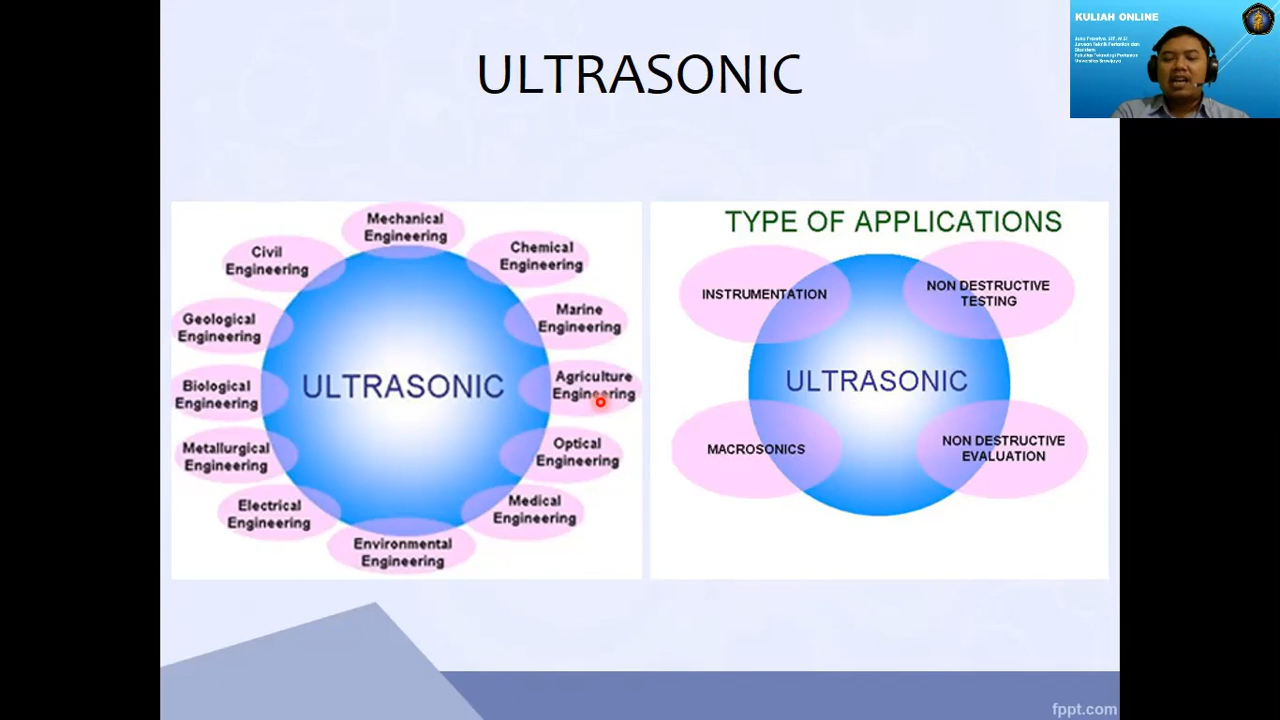 ULTRASONIC
KULIAH ONLINE
Universitas Brawijaya
Mechanical
Engineering
Civil
Engineering
Chemical
Engineering
Geological
Engineering
Marine
Engineering
Biological
Engineering
ULTRASONIC
Agriculture
Engineering
Metallurgical
Engineering
Optical
Engineering
Electrical
Engineering
Medical
Engineering
Environmental
Engineering
TYPE OF APPLICATIONS
INSTRUMENTATION
NON DESTRUCTIVE
TESTING
ULTRASONIC
MACROSONICS
NON DESTRUCTIVE
EVALUATION
fppt.com